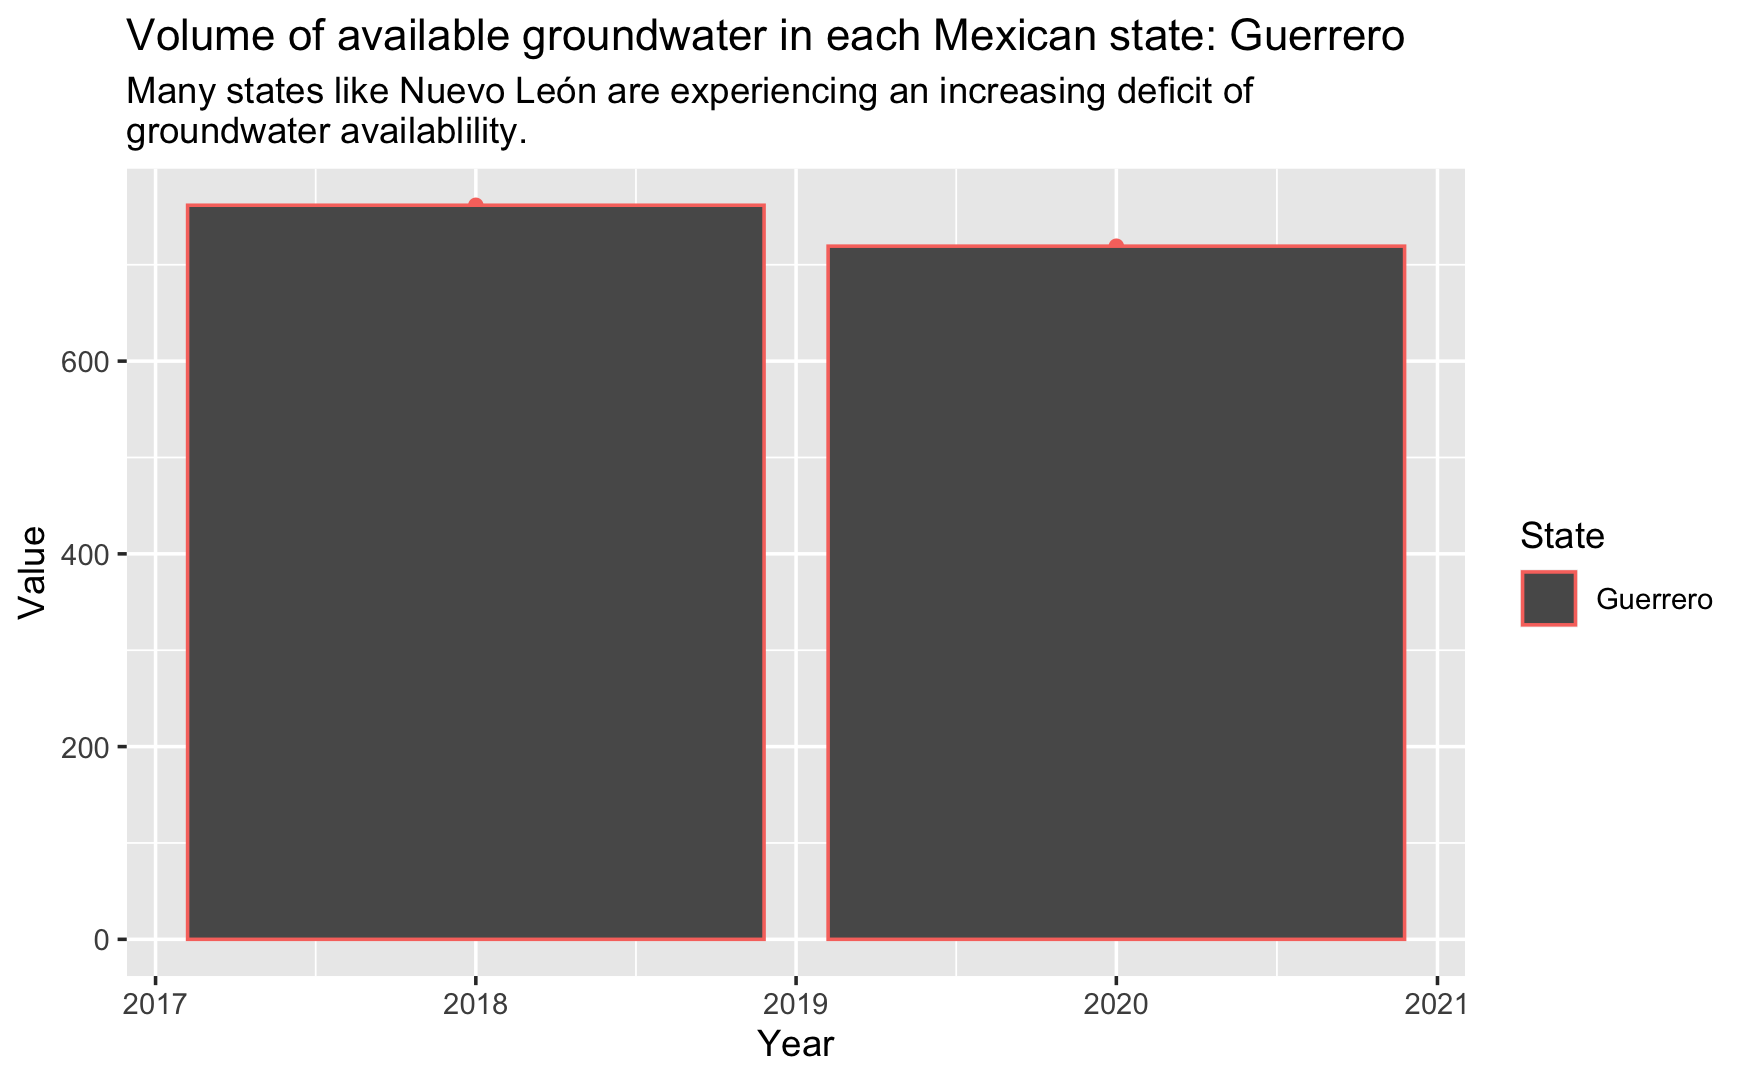 Volume of available groundwater in each Mexican state: Guerrero
Many states like Nuevo León are experiencing an increasing deficit of
groundwater availablility.
600
400
200
0
Value
2017 2018 2019 2020 2021
Year
State
Guerrero